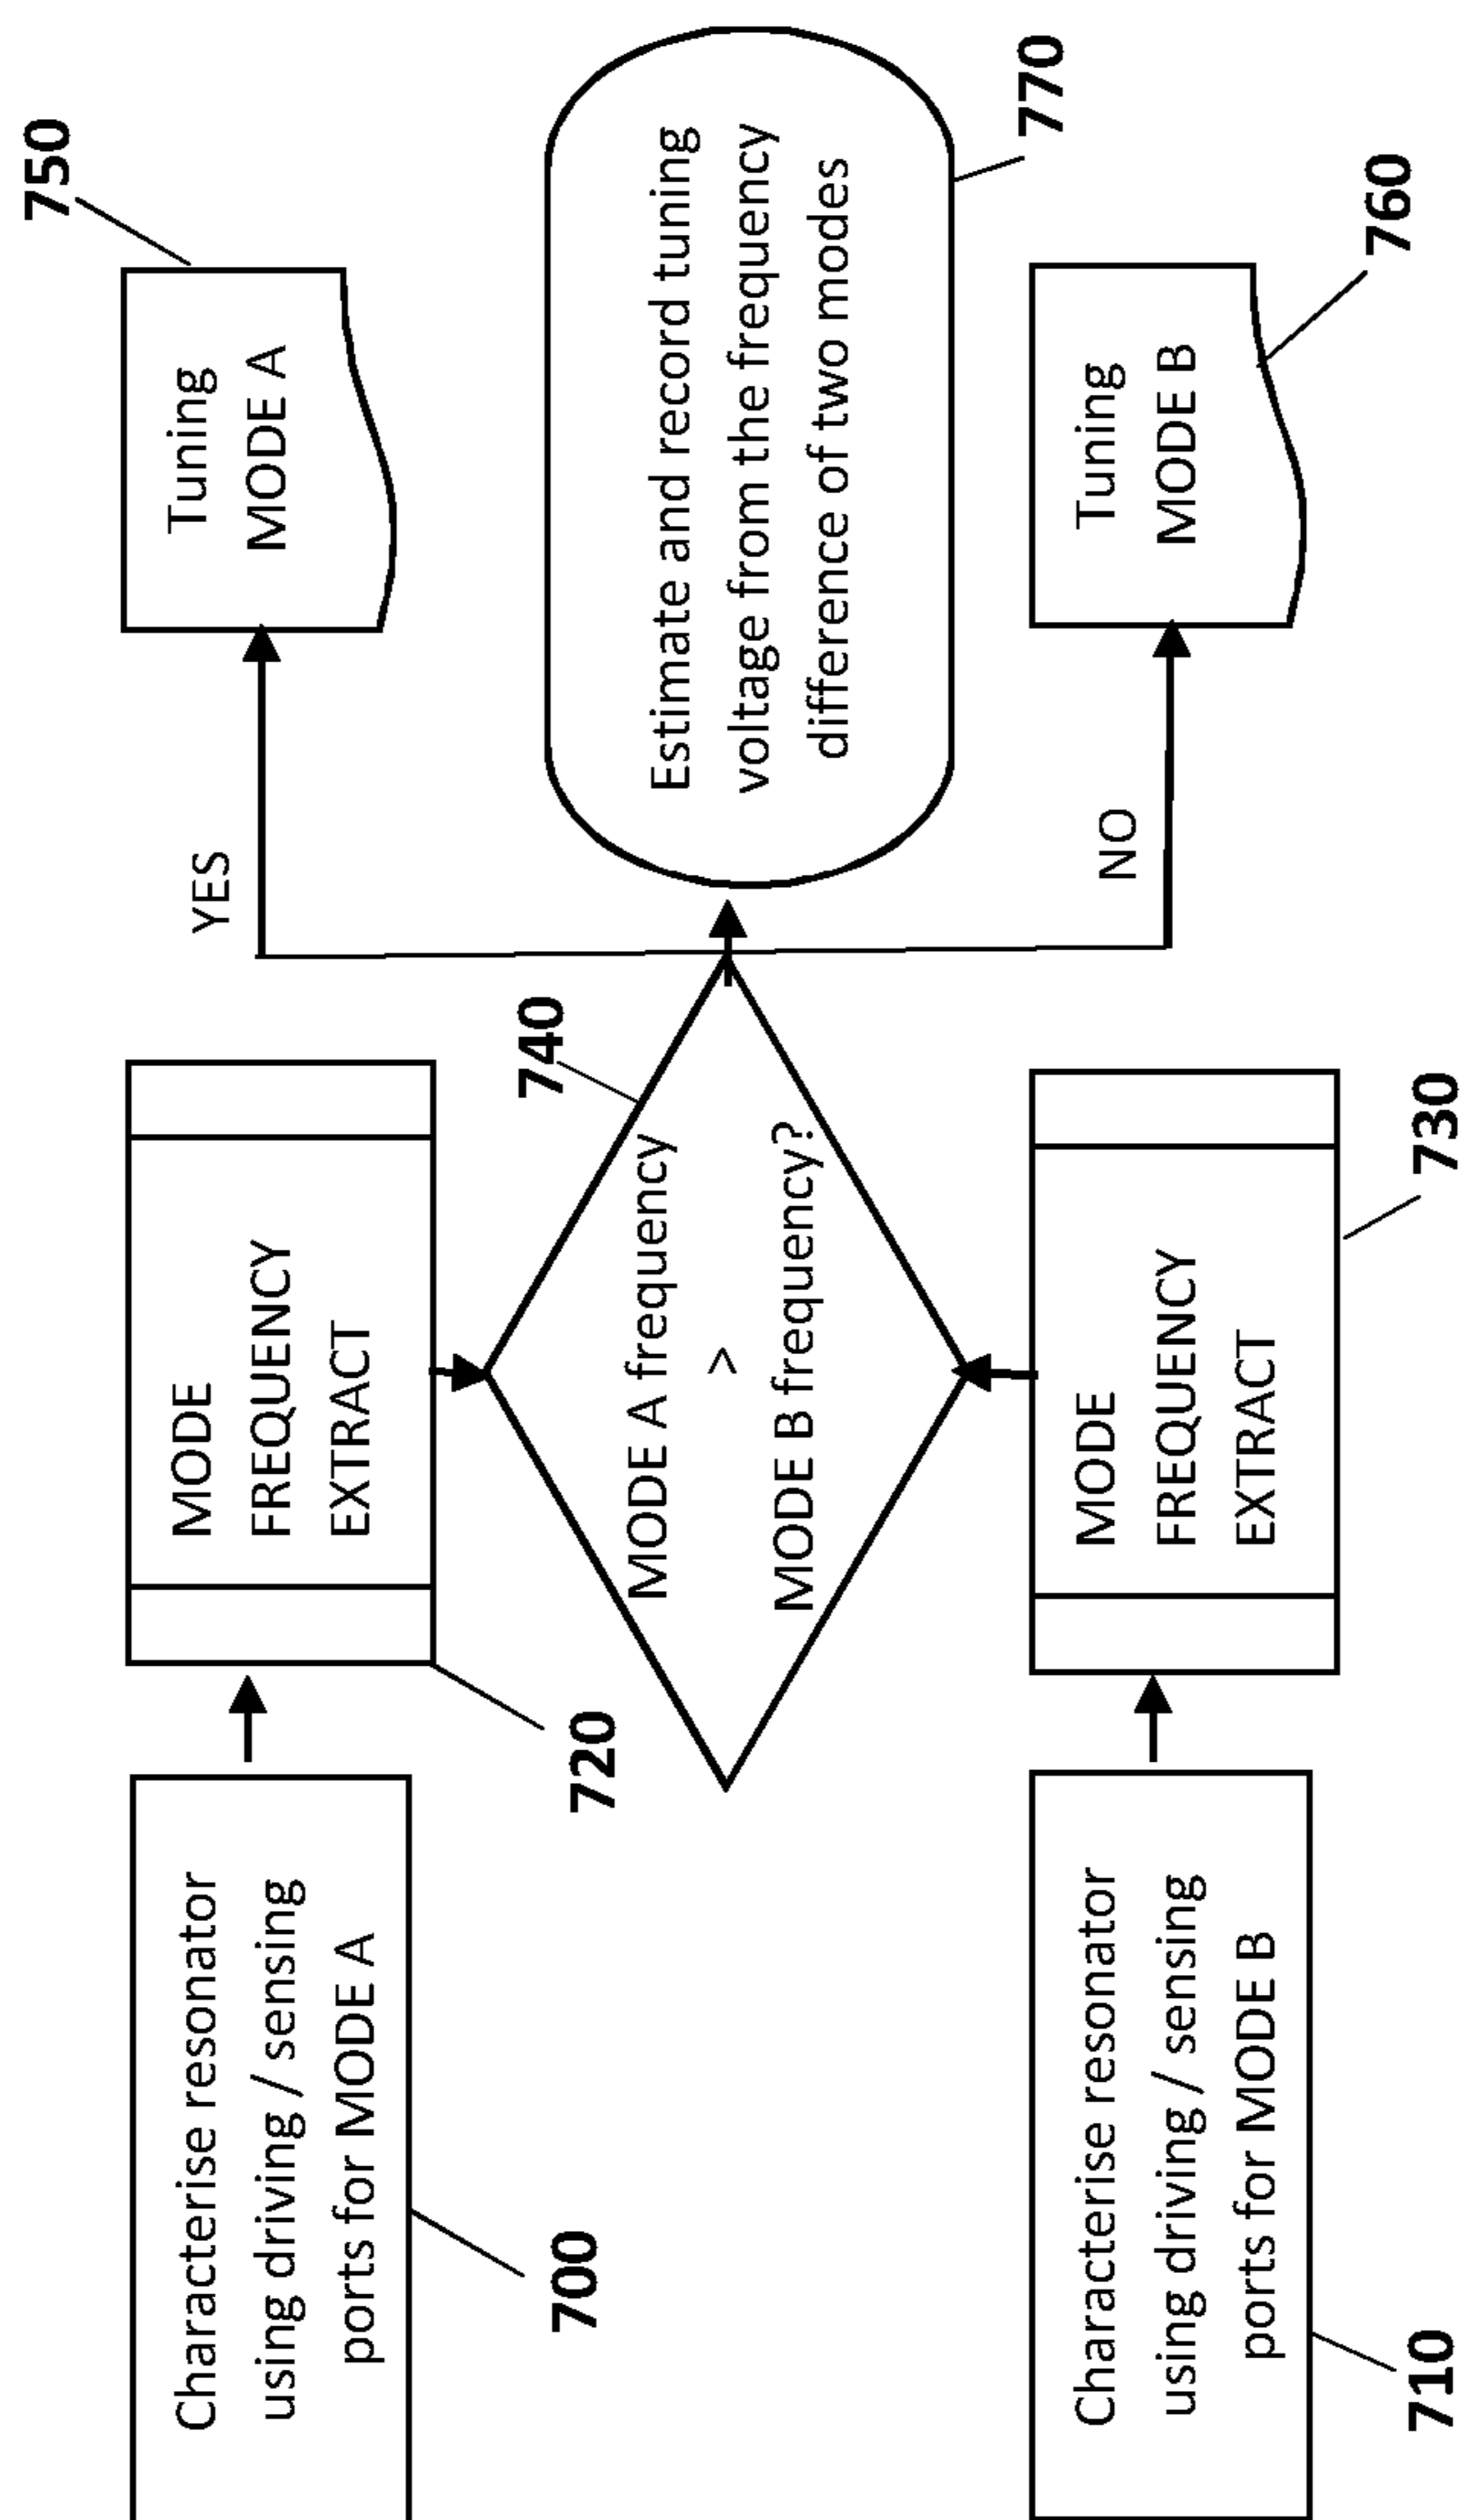 Characterise resonator
using driving / sensing
ports for MODE A
700
MODE
FREQUENCY
EXTRACT
720
YES
Tuning
MODE A
750
MODE A frequency
>
MODE B frequency?
740
Estimate and record tuning
voltage from the frequency
difference of two modes
770
Characterise resonator
using driving / sensing
ports for MODE B
710
MODE
FREQUENCY
EXTRACT
730
NO
Tuning
MODE B
760